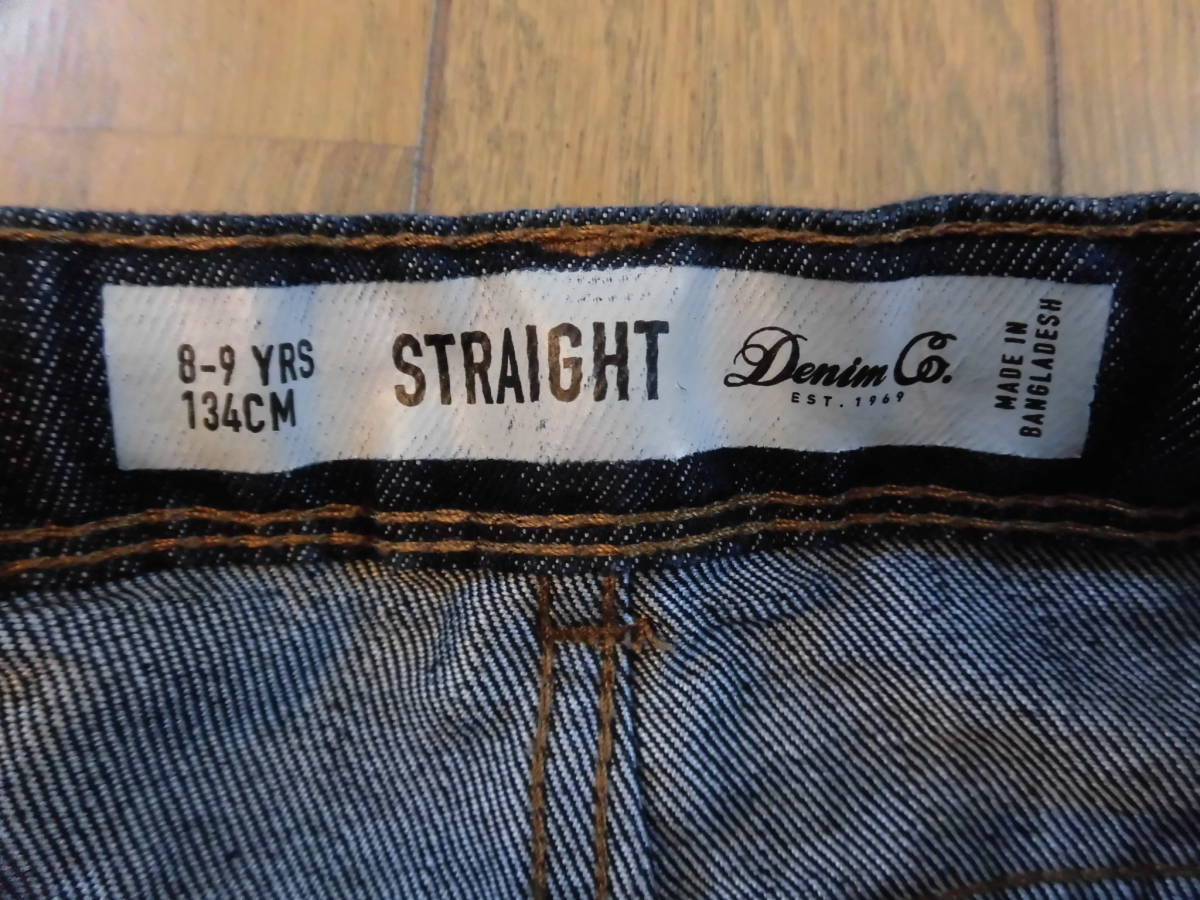 8-9 YRS
134CM
STRAIGHT
Denim Co.
EST. 1969
MADE IN
BANGLADESH